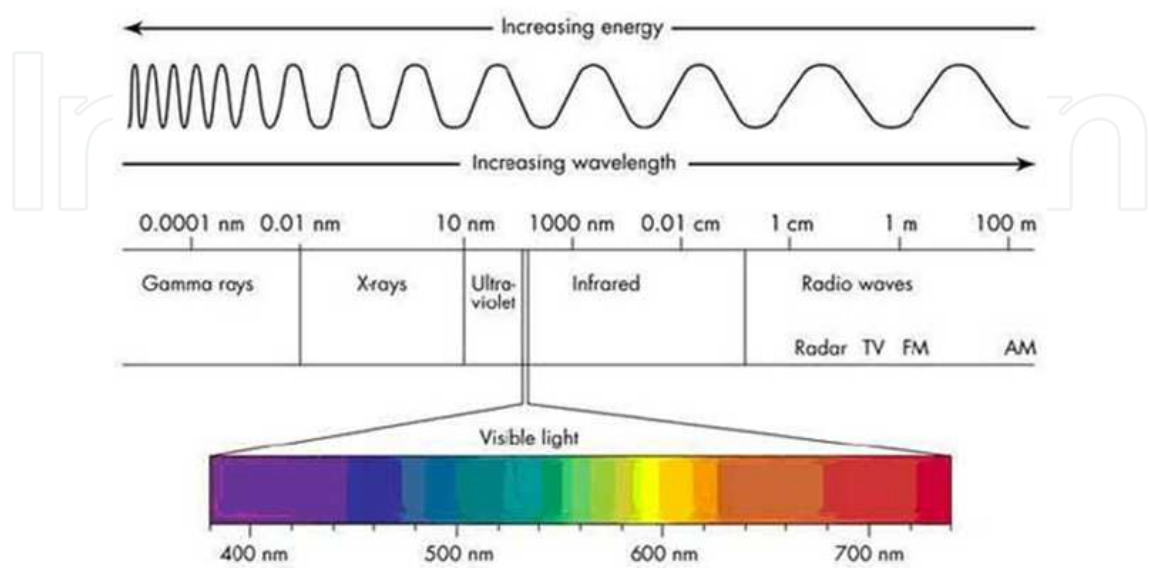 Increasing energy
Increasing wavelength
0.0001 nm 0.01 nm 10 nm 1000 nm 0.01 cm 1 cm 1 m 100 m
Gamma rays X-rays Ultra- Infrared Radio waves
violet
Radar TV FM AM
Visible light
400 nm 500 nm 600 nm 700 nm